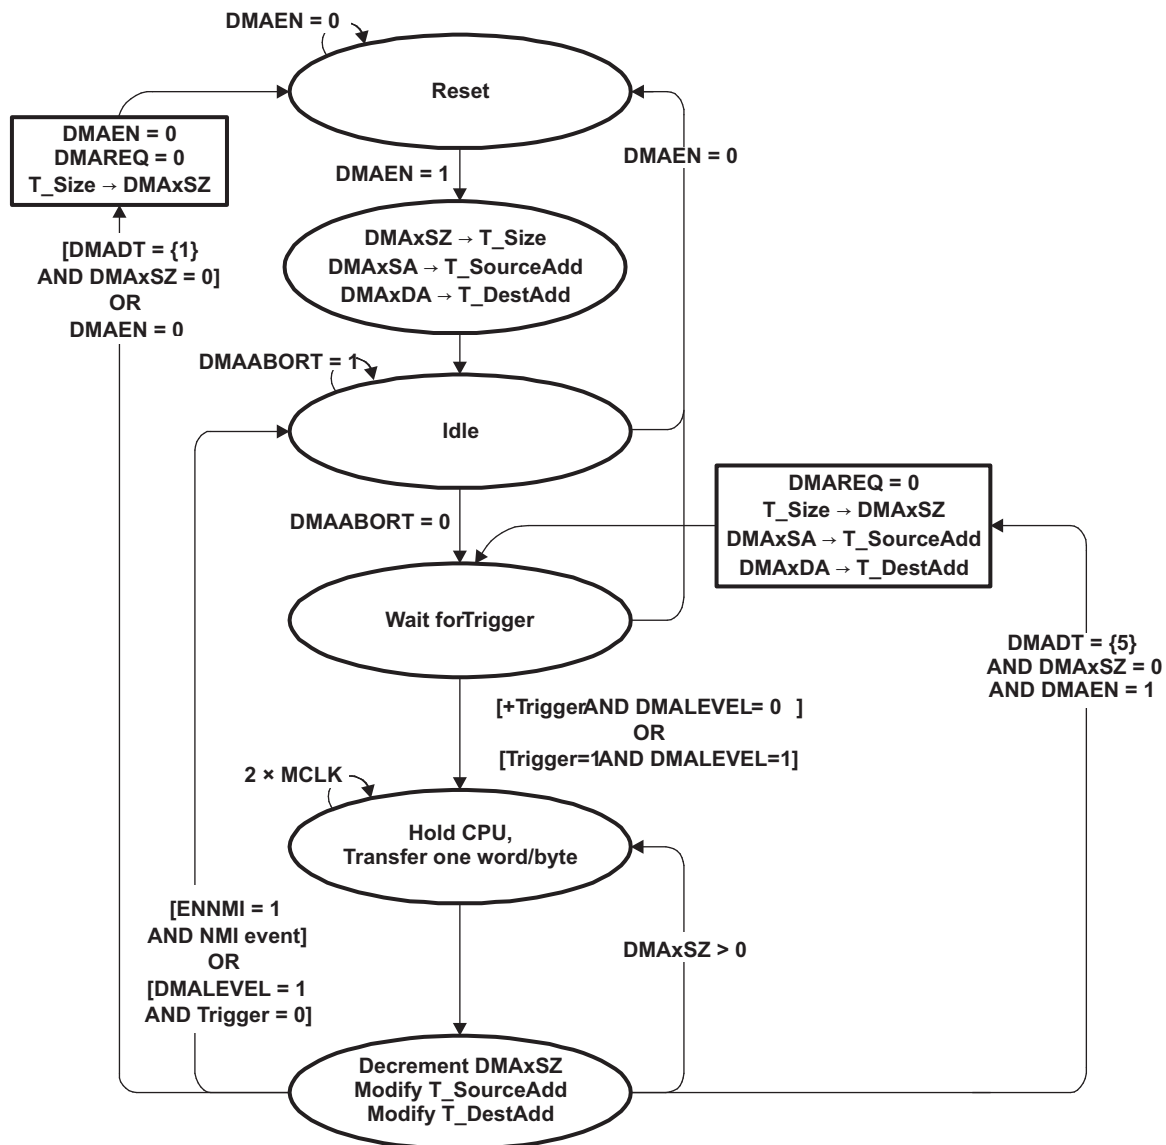 DMAEN = 0
Reset
DMAEN = 0
DMAREQ = 0
T_Size → DMAxSZ
DMAEN = 0
DMAEN = 1
[DMADT = {1}
AND DMAxSZ = 0]
OR
DMAEN = 0
DMAxSZ → T_Size
DMAxSA → T_SourceAdd
DMAxDA → T_DestAdd
DMAABORT = 1
Idle
DMAABORT = 0
DMAREQ = 0
T_Size → DMAxSZ
DMAxSA → T_SourceAdd
DMAxDA → T_DestAdd
Wait forTrigger
DMADT = {5}
AND DMAxSZ = 0
AND DMAEN = 1
[+TriggerAND DMALEVEL= 0 ]
OR
[Trigger=1AND DMALEVEL=1]
2 × MCLK
Hold CPU,
Transfer one word/byte
[ENNMI = 1
AND NMI event]
OR
[DMALEVEL = 1
AND Trigger = 0]
DMAxSZ > 0
Decrement DMAxSZ
Modify T_SourceAdd
Modify T_DestAdd